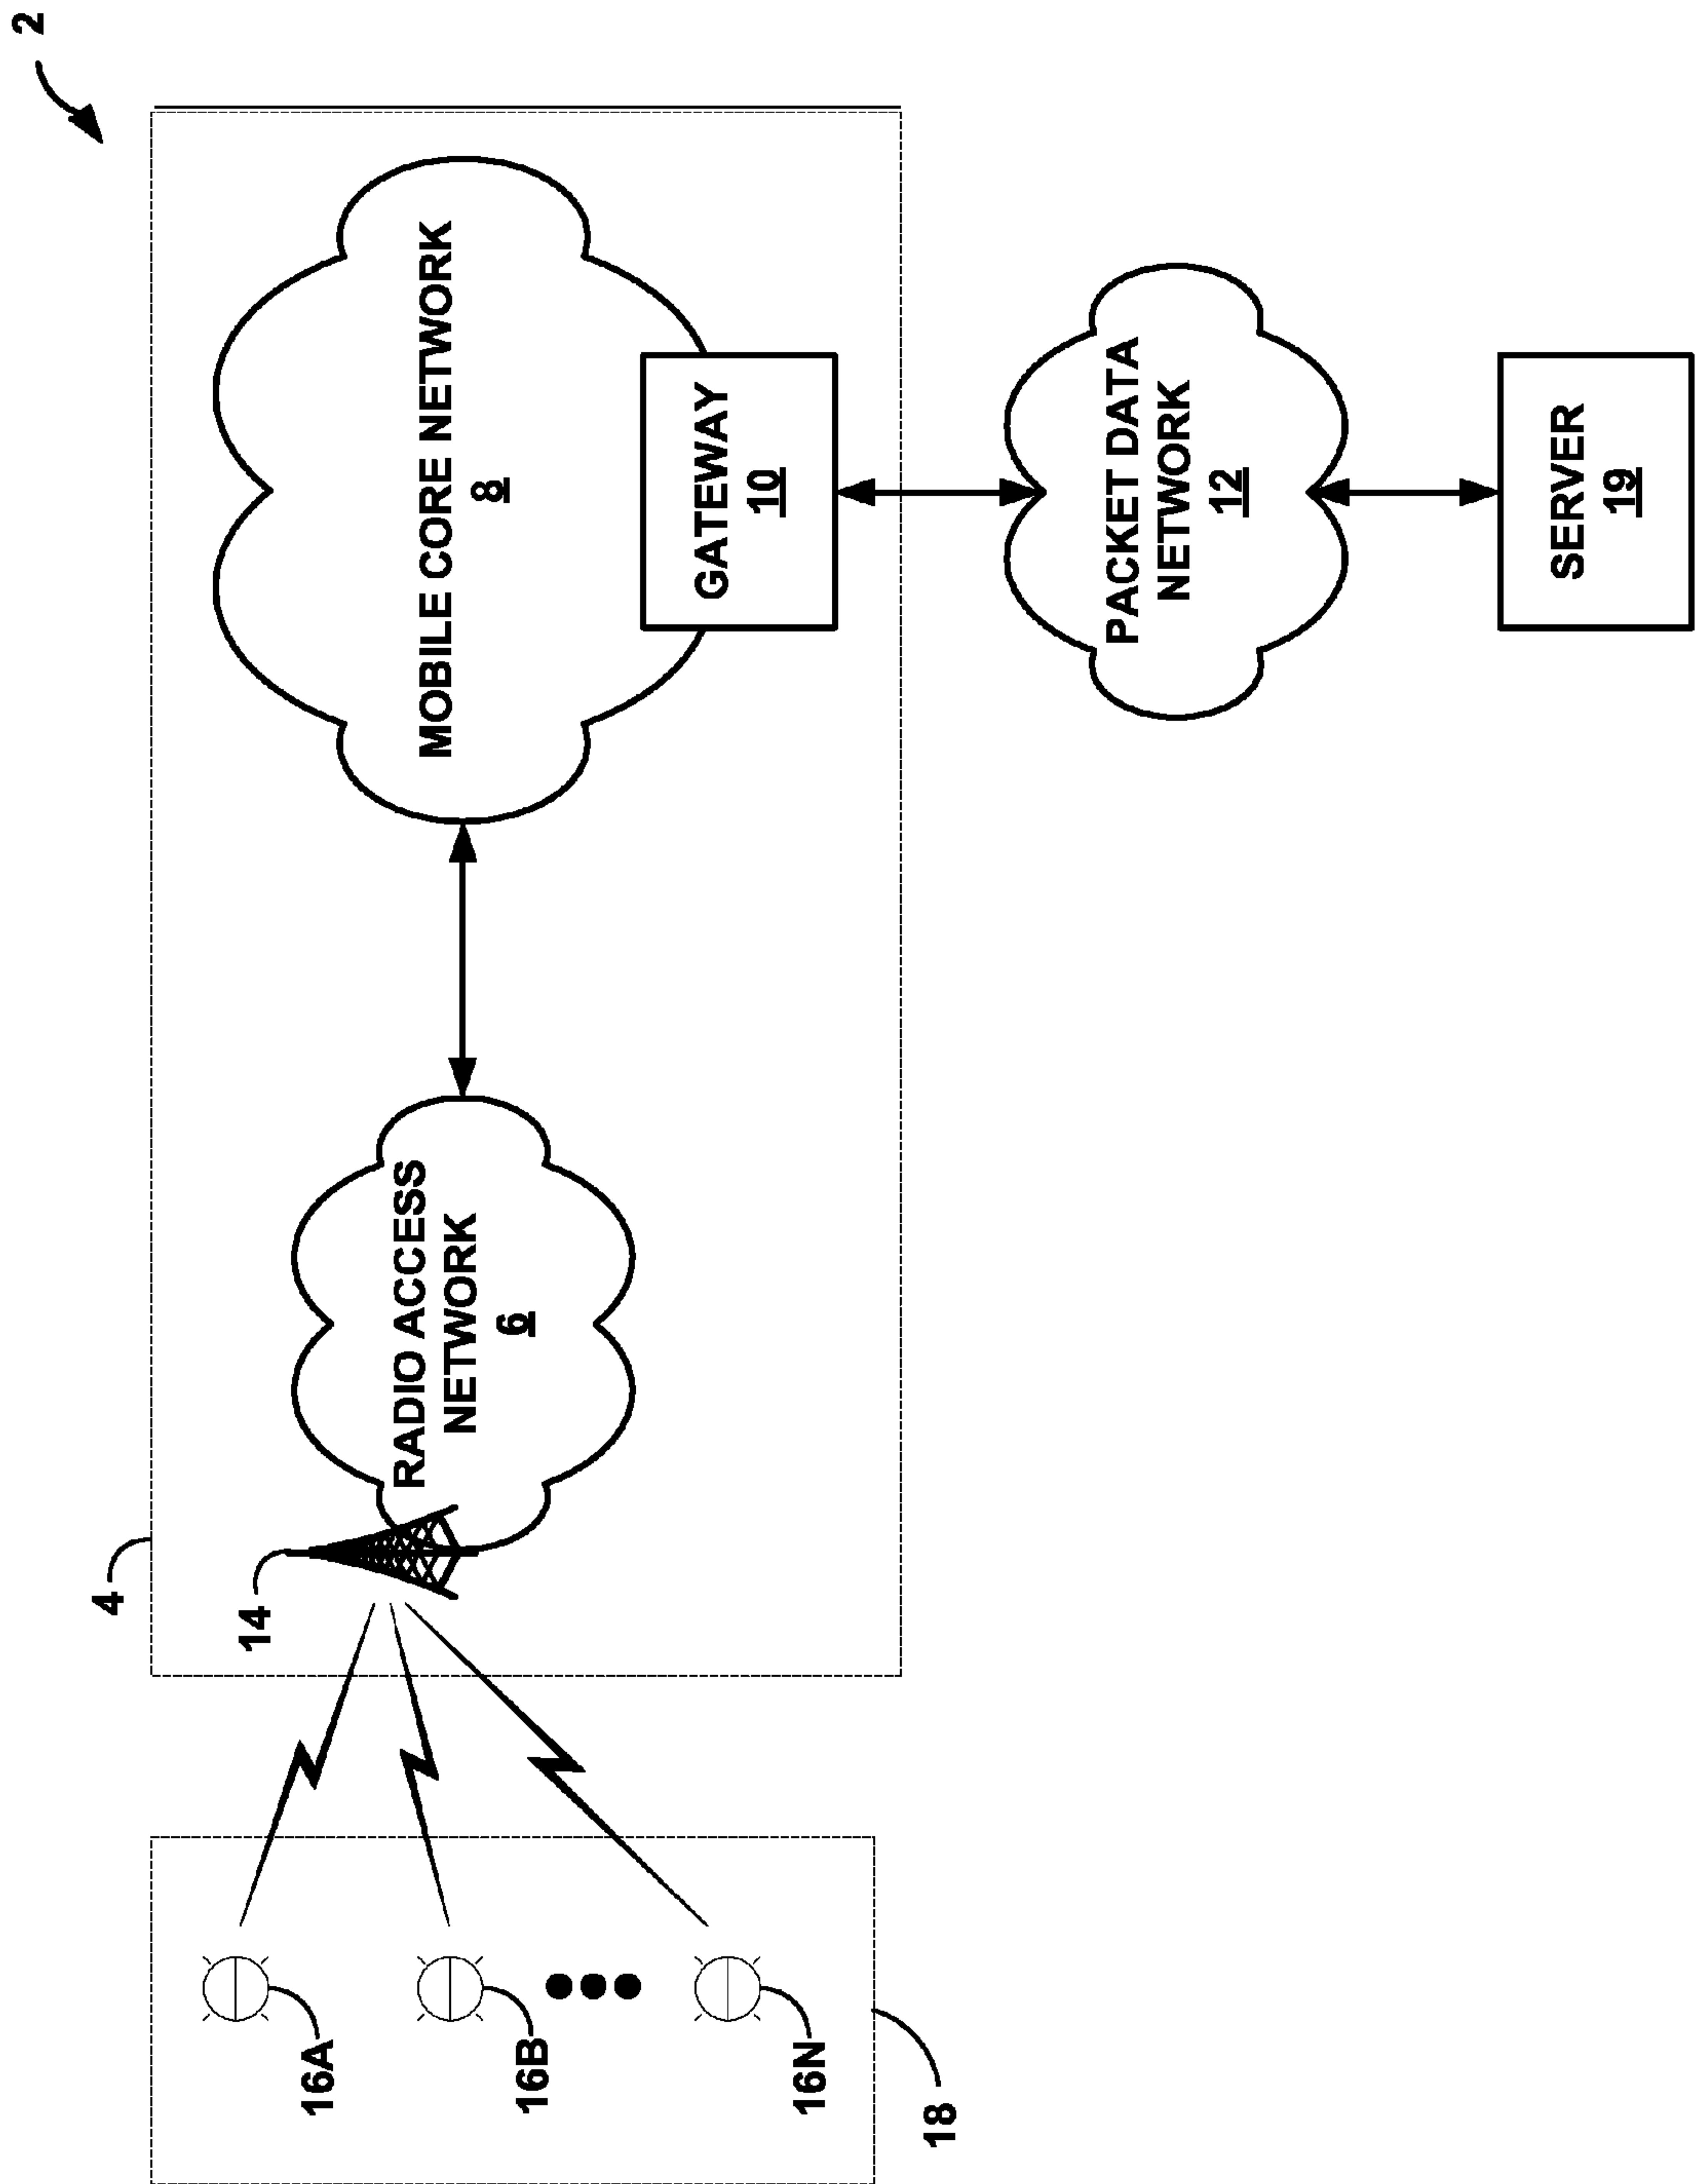 2
4
14
16A
16B
16N
18
RADIO ACCESS
NETWORK
6
MOBILE CORE NETWORK
8
GATEWAY
10
PACKET DATA
NETWORK
12
SERVER
19